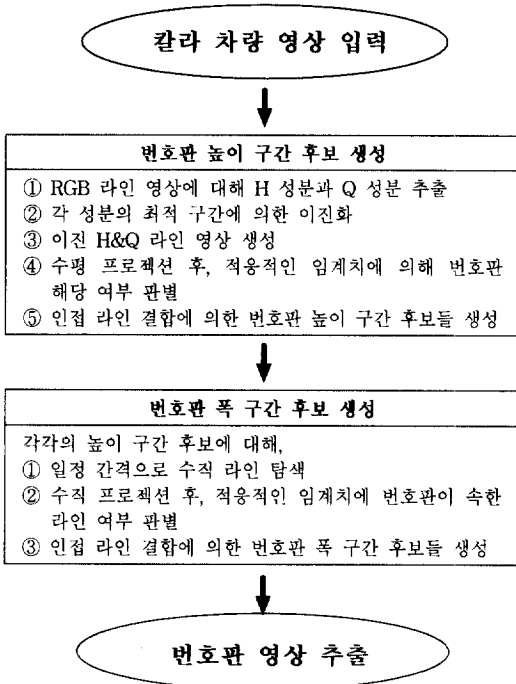 칼라 차량 영상 입력
번호판 높이 구간 후보 생성
① RGB 라인 영상에 대해 H 성분과 Q 성분 추출
② 각 성분의 최적 구간에 의한 이진화
③ 이진 H&Q 라인 영상 생성
④ 수평 프로젝션 후, 적응적인 임계치에 의해 번호판
해당 여부 판별
⑤ 인접 라인 결합에 의한 번호판 높이 구간 후보들 생성
번호판 폭 구간 후보 생성
각각의 높이 구간 후보에 대해,
① 일정 간격으로 수직 라인 탐색
② 수직 프로젝션 후, 적응적인 임계치에 번호판이 속한
라인 여부 판별
③ 인접 라인 결합에 의한 번호판 폭 구간 후보들 생성
번호판 영상 추출